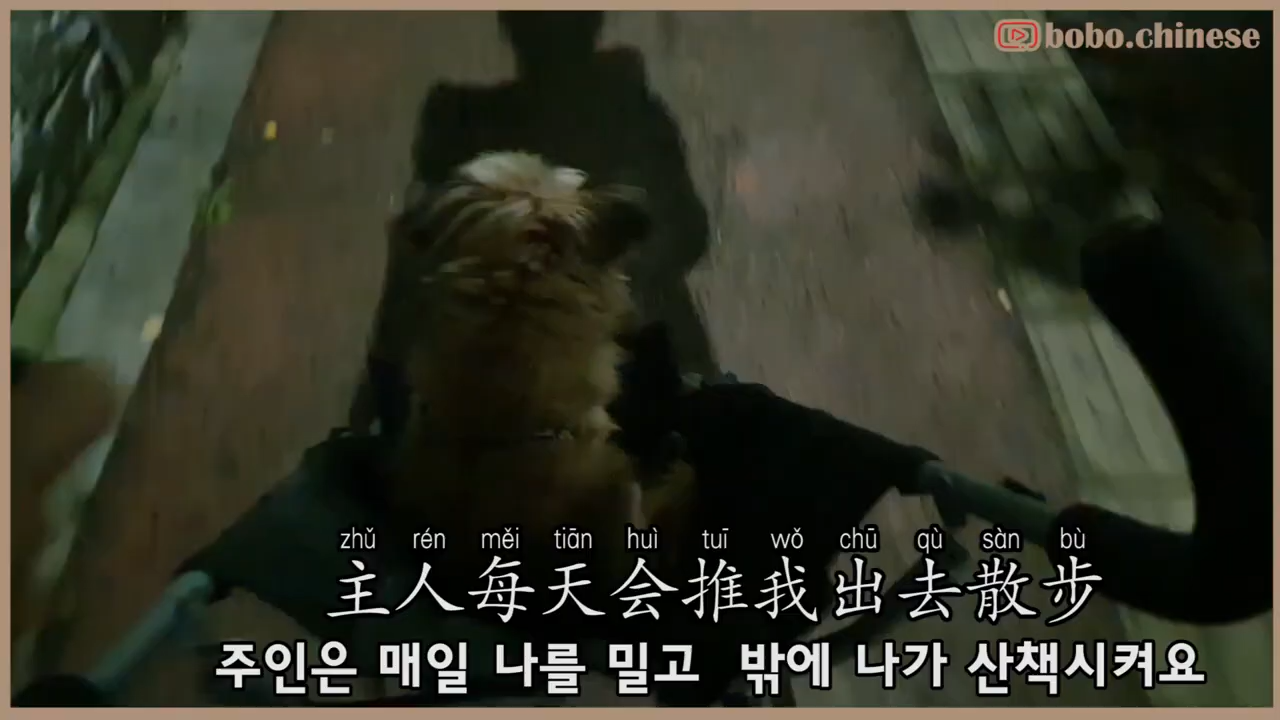 bobo.chinese
zhǔ rén měi tiān huì tuī wǒ chū qù sàn bù
主人每天会推我出去散步
주인은 매일 나를 밀고 밖에 나가 산책시켜요